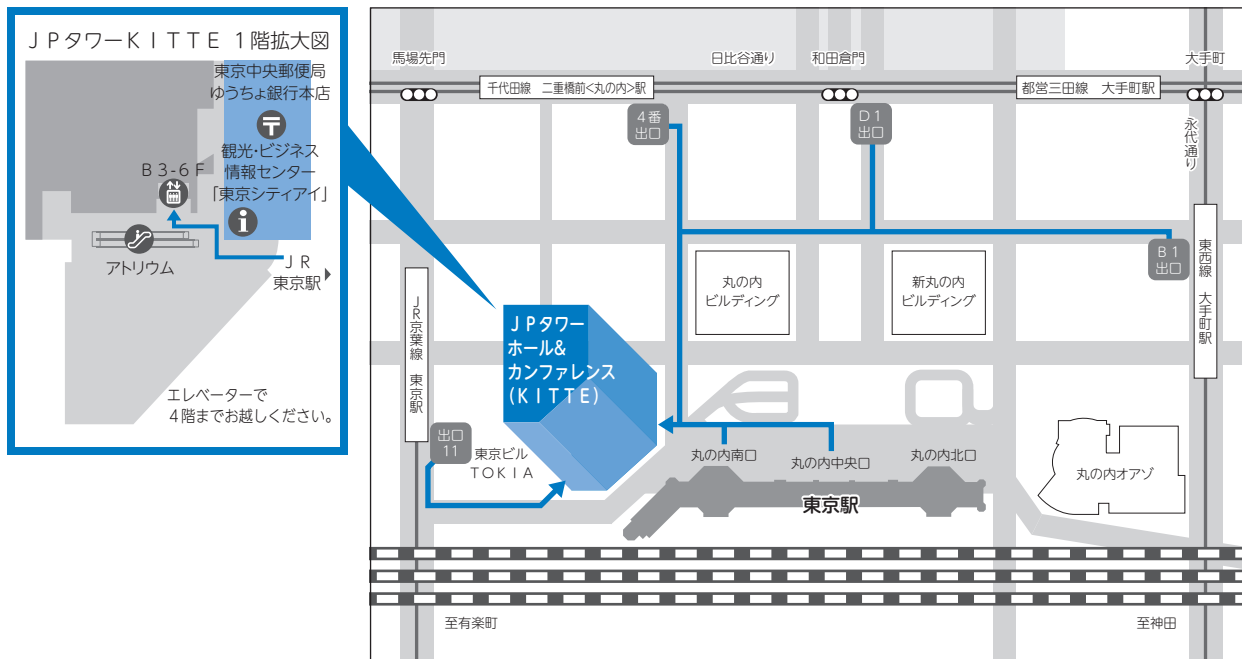 JPタワーKITTE 1階拡大図
東京中央郵便局
ゆうちょ銀行本店
観光・ビジネス
情報センター
「東京シティアイ」
B3-6F
アトリウム
JR
東京駅
エレベーターで
4階までお越しください。
馬場先門
日比谷通り
和田倉門
大手町
千代田線 二重橋前<丸の内>駅
都営三田線 大手町駅
4番
出口
D1
出口
永代通り
B1
出口
東西線 大手町駅
丸の内
ビルディング
新丸の内
ビルディング
JR京葉線 東京駅
JPタワー
ホール&
カンファレンス
(KITTE)
出口
11
東京ビル
TOKIA
丸の内南口
丸の内中央口
丸の内北口
丸の内オアゾ
東京駅
至有楽町
至神田